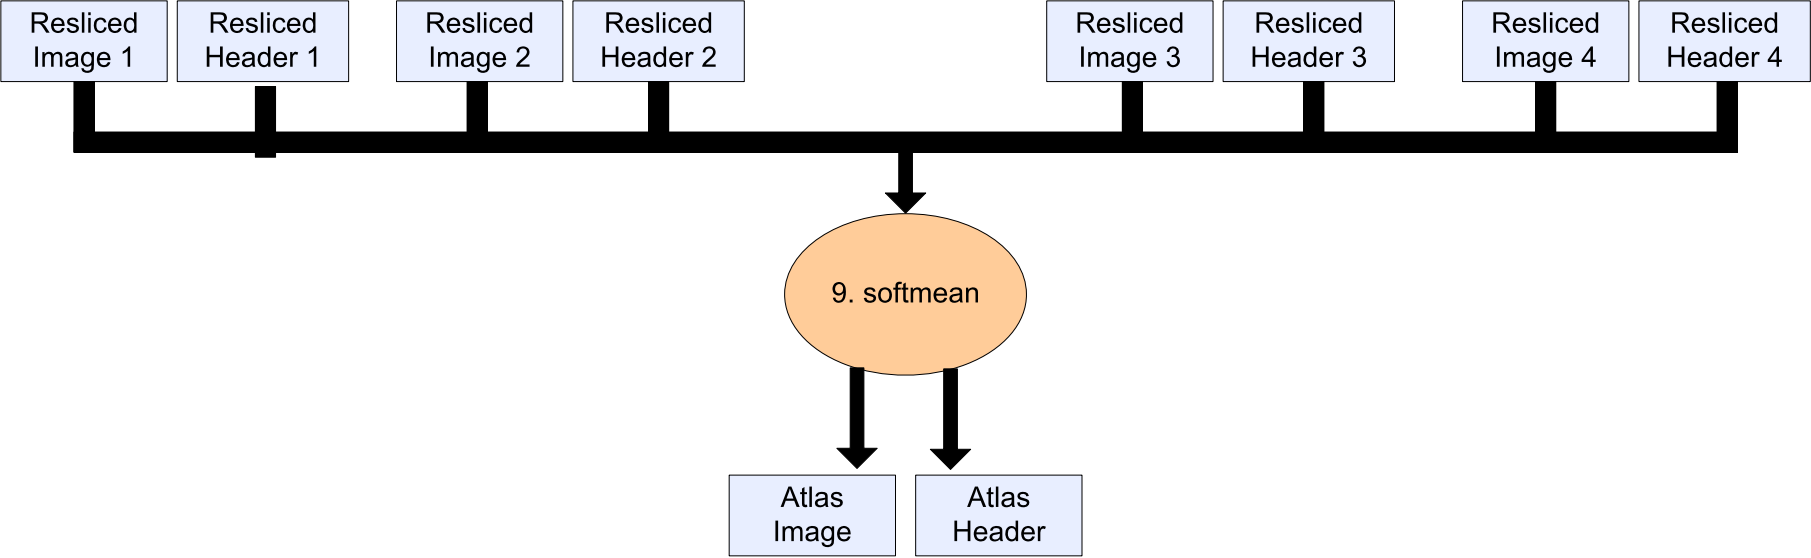 Resliced
Image 1
Resliced
Header 1
Resliced
Image 2
Resliced
Header 2
Resliced
Image 3
Resliced
Header 3
Resliced
Image 4
Resliced
Header 4
9. softmean
Atlas
Image
Atlas
Header